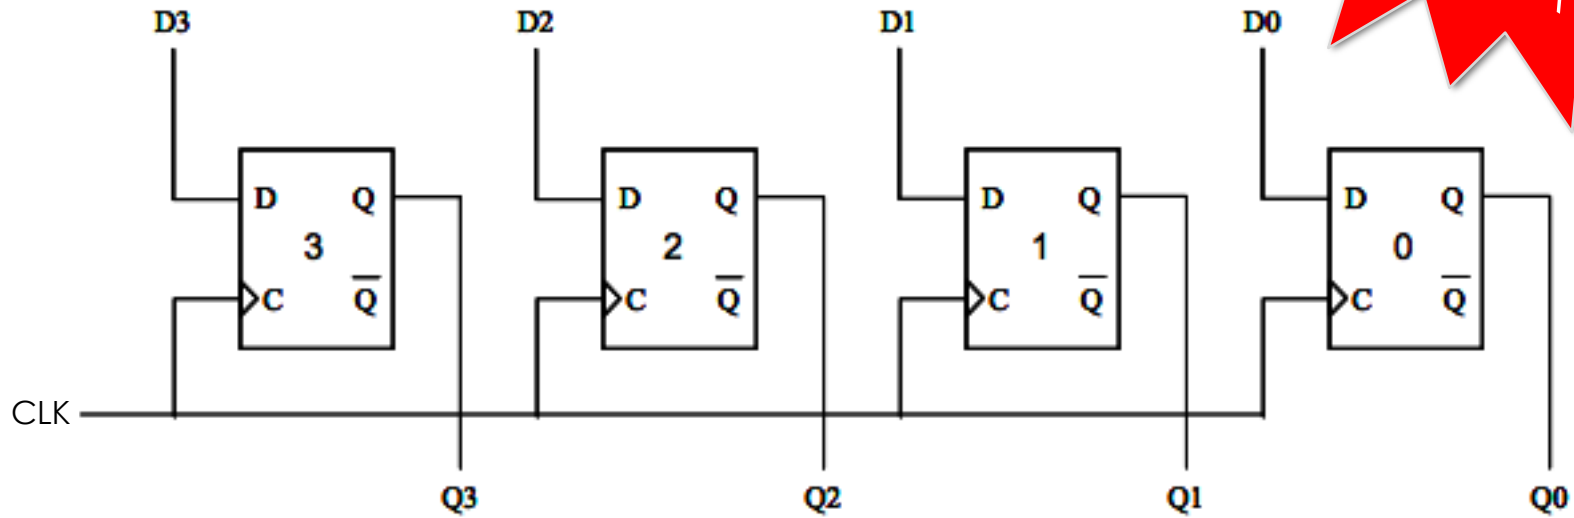 D3 D2 D1 D0
D Q D Q D Q D Q
3 2 1 0
C Q̅ C Q̅ C Q̅ C Q̅
CLK
Q3 Q2 Q1 Q0